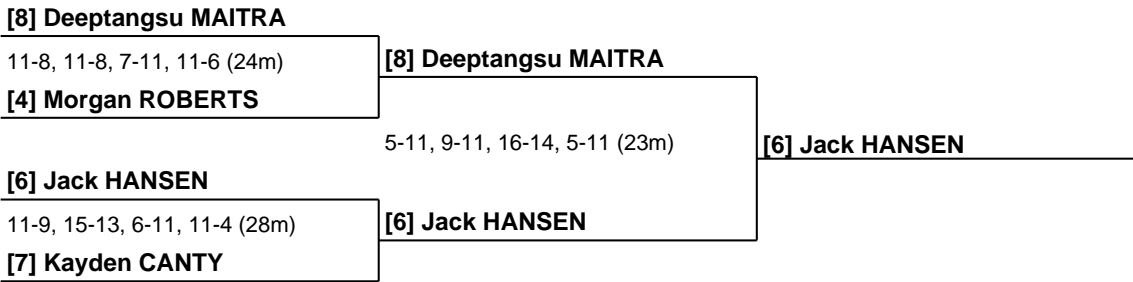 [8] Deeptangsu MAITRA
11-8, 11-8, 7-11, 11-6 (24m)
[8] Deeptangsu MAITRA
[4] Morgan ROBERTS
5-11, 9-11, 16-14, 5-11 (23m)
[6] Jack HANSEN
[6] Jack HANSEN
11-9, 15-13, 6-11, 11-4 (28m)
[6] Jack HANSEN
[7] Kayden CANTY